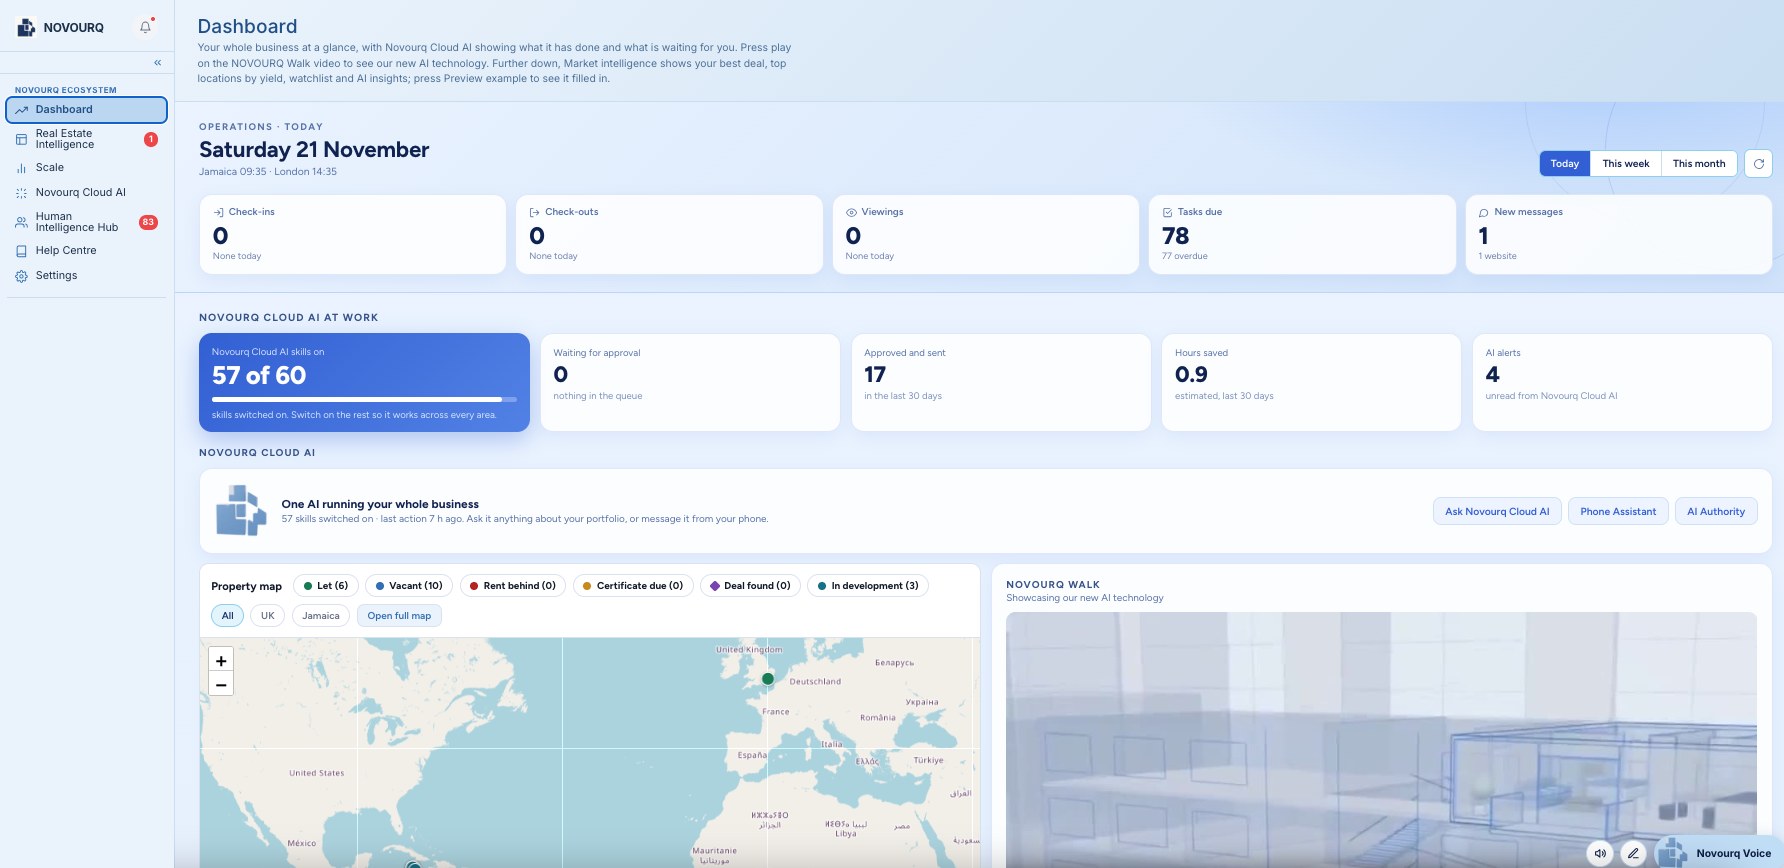 NOVOURQ
«
NOVOURQ ECOSYSTEM
Dashboard
Real Estate
Intelligence
1
Scale
Novourq Cloud AI
Human
Intelligence Hub
83
Help Centre
Settings
Dashboard
Your whole business at a glance, with Novourq Cloud AI showing what it has done and what is waiting for you. Press play
on the NOVOURQ Walk video to see our new AI technology. Further down, Market intelligence shows your best deal, top
locations by yield, watchlist and AI insights; press Preview example to see it filled in.
OPERATIONS · TODAY
Saturday 21 November
Jamaica 09:35 · London 14:35
Today
This week
This month
Check-ins
0
None today
Check-outs
0
None today
Viewings
0
None today
Tasks due
78
77 overdue
New messages
1
1 website
NOVOURQ CLOUD AI AT WORK
Novourq Cloud AI skills on
57 of 60
skills switched on. Switch on the rest so it works across every area.
Waiting for approval
0
nothing in the queue
Approved and sent
17
in the last 30 days
Hours saved
0.9
estimated, last 30 days
AI alerts
4
unread from Novourq Cloud AI
NOVOURQ CLOUD AI
One AI running your whole business
57 skills switched on · last action 7 h ago. Ask it anything about your portfolio, or message it from your phone.
Ask Novourq Cloud AI
Phone Assistant
AI Authority
Property map
Let (6)
Vacant (10)
Rent behind (0)
Certificate due (0)
Deal found (0)
In development (3)
All
UK
Jamaica
Open full map
+
−
United Kingdom
Беларусь
Deutschland
Україна
France
România
Italia
España
Ελλάς
Türkiye
United States
العراق
الجزائر
ليبيا
Libya
مصر
México
Mauritanie
موريتانيا
NOVOURQ WALK
Showcasing our new AI technology
Novourq Voice